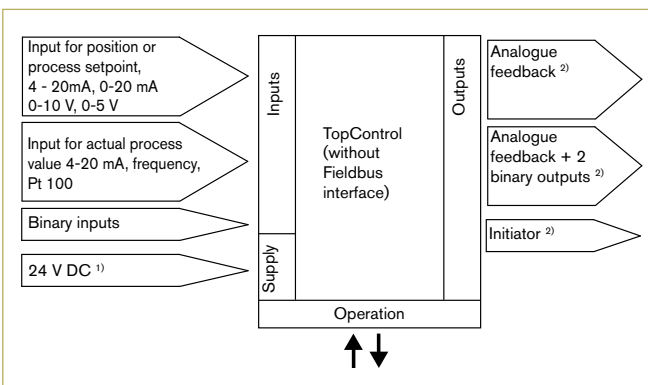 Input for position or
process setpoint,
4 - 20mA, 0-20 mA
0-10 V, 0-5 V
Input for actual process
value 4-20 mA, frequency,
Pt 100
Binary inputs
24 V DC 1)
Inputs
Supply
TopControl
(without
Fieldbus
interface)
Operation
Outputs
Analogue
feedback 2)
Analogue
feedback + 2
binary outputs 2)
Initiator 2)